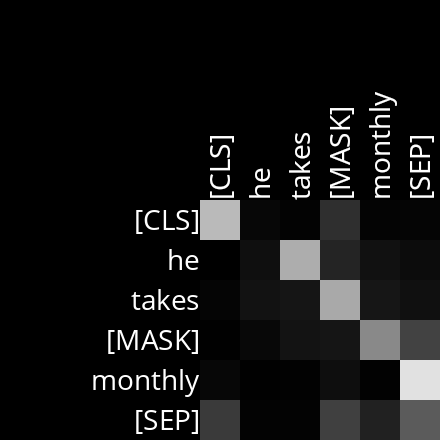 [CLS]
he
takes
[MASK]
monthly
[SEP]
[CLS]
he
takes
[MASK]
monthly
[SEP]